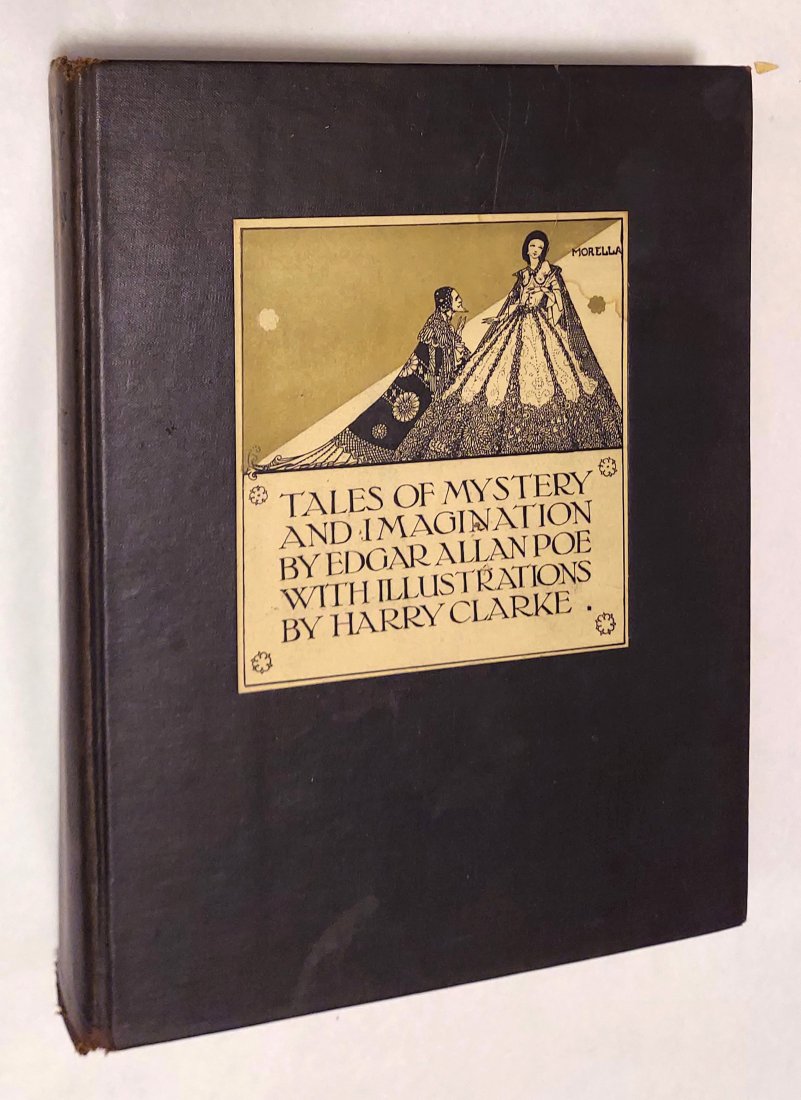 MORELLA
TALES OF MYSTERY
AND IMAGINATION
BY EDGAR ALLAN POE
WITH ILLUSTRATIONS
BY HARRY CLARKE .